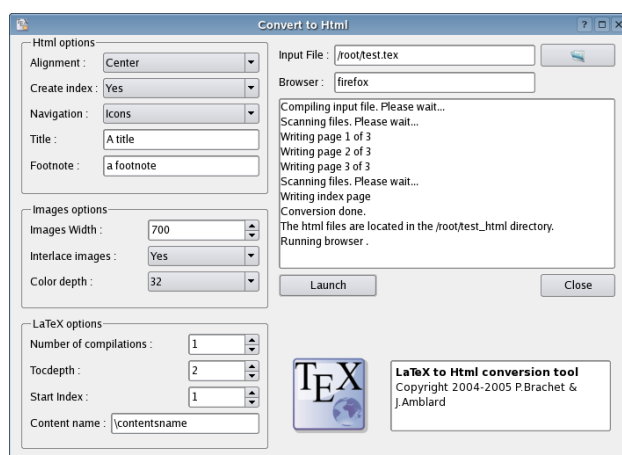 Convert to Html
Html options
Alignment : Center
Create index : Yes
Navigation : Icons
Title : A title
Footnote : a footnote
Images options
Images Width : 700
Interlace images : Yes
Color depth : 32
LaTeX options
Number of compilations : 1
Tocdepth : 2
Start Index : 1
Content name : \contentsname
Input File : /root/test.tex
Browser : firefox
Compiling input file. Please wait...
Scanning files. Please wait...
Writing page 1 of 3
Writing page 2 of 3
Writing page 3 of 3
Scanning files. Please wait...
Writing index page
Conversion done.
The html files are located in the /root/test_html directory.
Running browser .
Launch
Close
TEX
LaTeX to Html conversion tool
Copyright 2004-2005 P.Brachet &
J.Amblard